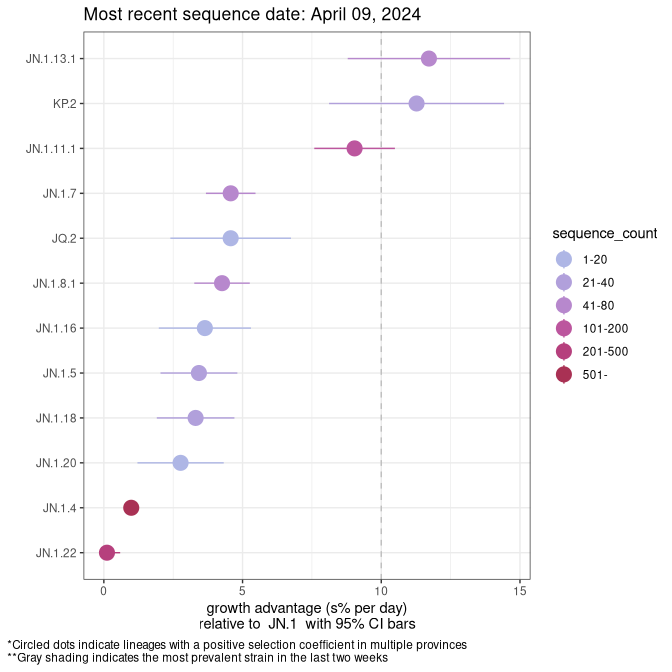 Most recent sequence date: April 09, 2024
JN.1.13.1
KP.2
JN.1.11.1
JN.1.7
JQ.2
JN.1.8.1
JN.1.16
JN.1.5
JN.1.18
JN.1.20
JN.1.4
JN.1.22
0 5 10 15
growth advantage (s% per day)
relative to JN.1 with 95% CI bars
sequence_count
1-20
21-40
41-80
101-200
201-500
501-
*Circled dots indicate lineages with a positive selection coefficient in multiple provinces
**Gray shading indicates the most prevalent strain in the last two weeks